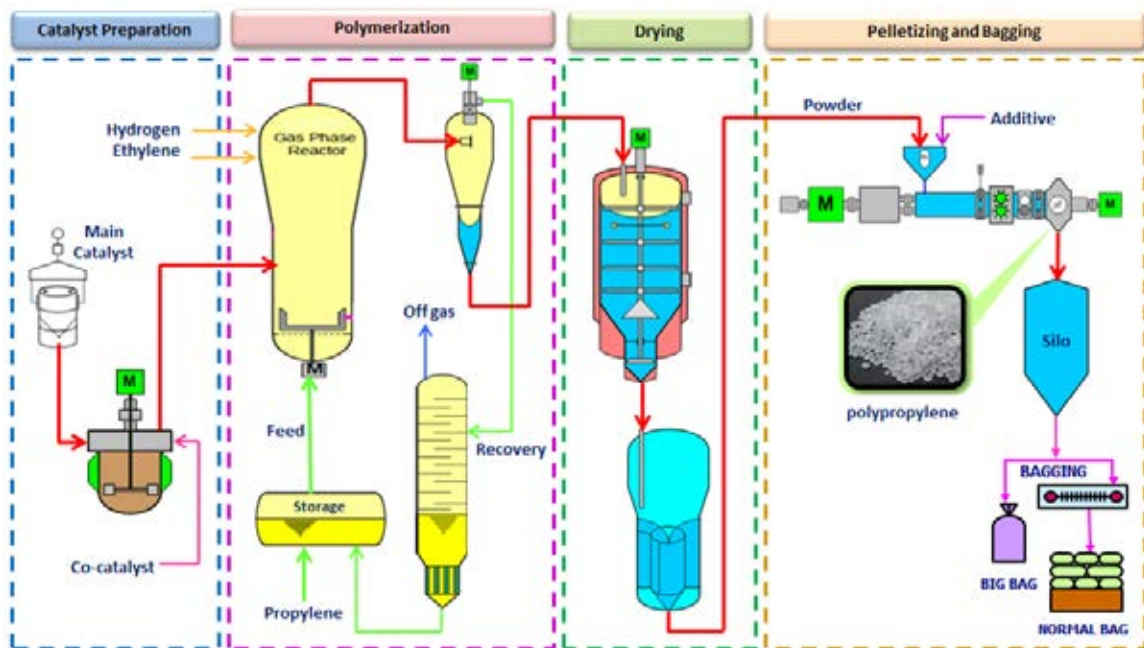 Catalyst Preparation
Polymerization
Drying
Pelletizing and Bagging
Main
Catalyst
M
Co-catalyst
Hydrogen
Ethylene
Gas Phase
Reactor
M
M
Off gas
Feed
Recovery
Storage
Propylene
M
Powder
Additive
M
M
polypropylene
Silo
BAGGING
BIG BAG
NORMAL BAG